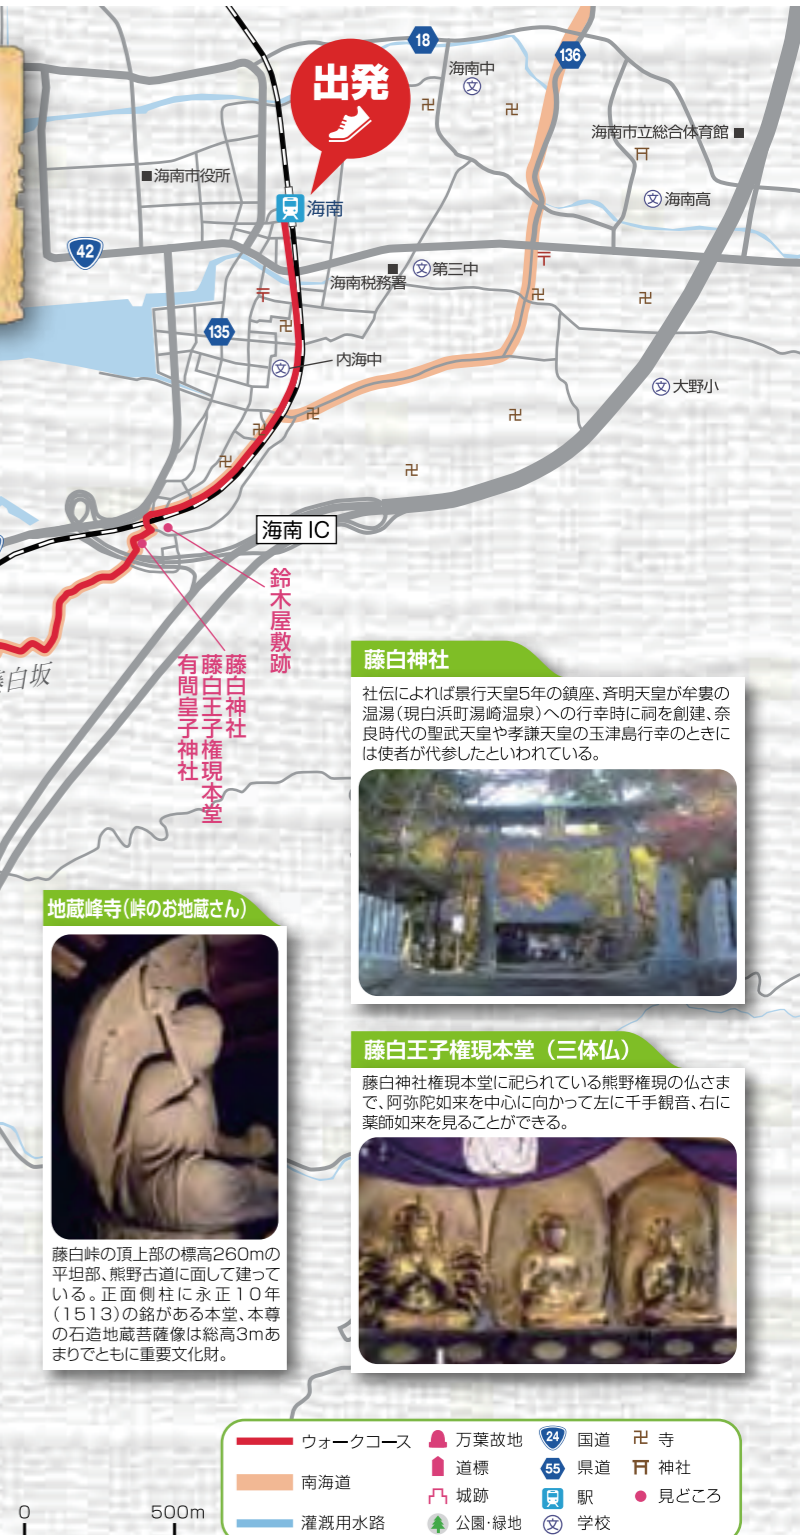 18
136
出発
海南中
文
海南市立総合体育館
海南市役所
文
海南高
海南
42
海南税務署
文
第三中
135
文
内海中
文
大野小
海南 IC
鈴木屋敷跡
藤白神社
藤白王子権現本堂
有間皇子神社
白坂
藤白神社
社伝によれば景行天皇5年の鎮座、斉明天皇が牟婁の
温湯(現白浜町湯崎温泉)への行幸時に祠を創建、奈
良時代の聖武天皇や孝謙天皇の玉津島行幸のときに
は使者が代参したといわれている。
地蔵峰寺(峠のお地蔵さん)
藤白峠の頂上部の標高260mの
平坦部、熊野古道に面して建って
いる。正面側柱に永正10年
(1513)の銘がある本堂、本尊
の石造地蔵菩薩像は総高3mあ
まりでともに重要文化財。
藤白王子権現本堂(三体仏)
藤白神社権現本堂に祀られている熊野権現の仏さま
で、阿弥陀如来を中心に向かって左に千手観音、右に
薬師如来を見ることができる。
ウォークコース
万葉故地
24
国道
寺
南海道
道標
55
県道
神社
城跡
駅
見どころ
灌漑用水路
公園・緑地
文
学校
0
500m